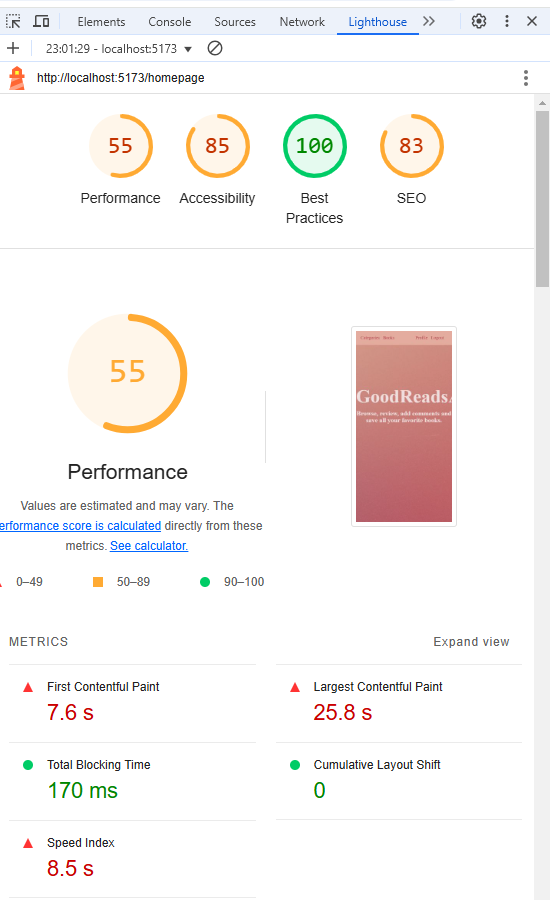 Elements Console Sources Network Lighthouse
23:01:29 - localhost:5173
http://localhost:5173/homepage
55 85 100 83
Performance Accessibility Best Practices SEO
55
Performance
Values are estimated and may vary. The
erformance score is calculated directly from these
metrics. See calculator.
0–49 50–89 90–100
METRICS Expand view
First Contentful Paint
7.6 s
Largest Contentful Paint
25.8 s
Total Blocking Time
170 ms
Cumulative Layout Shift
0
Speed Index
8.5 s
Categories Books Profile Logout
GoodReads
Browse, review, add comments and
save all your favorite books.